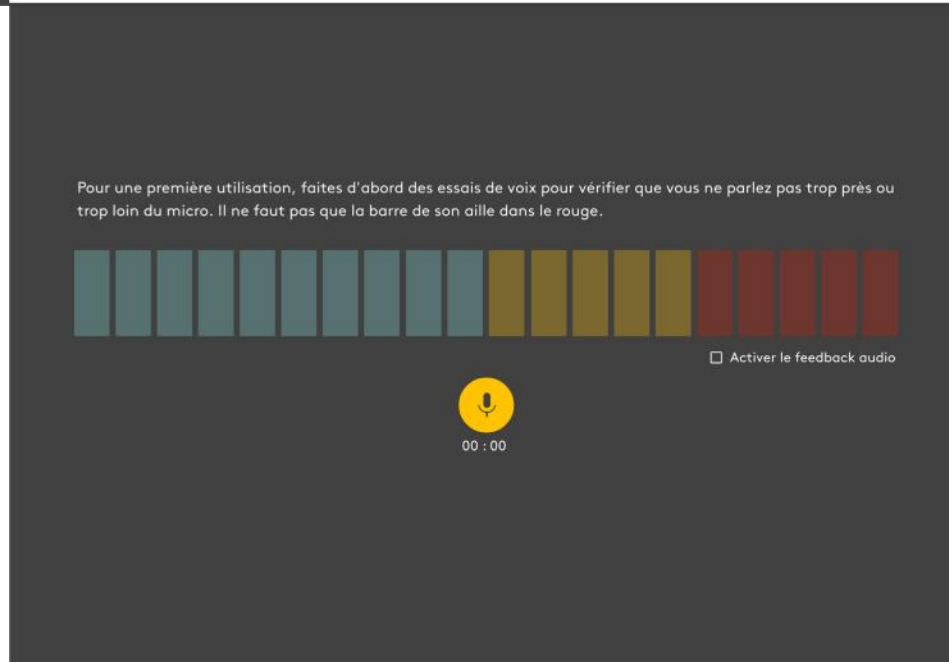 Pour une première utilisation, faites d'abord des essais de voix pour vérifier que vous ne parlez pas trop près ou
trop loin du micro. Il ne faut pas que la barre de son aille dans le rouge.
Activer le feedback audio
00 : 00